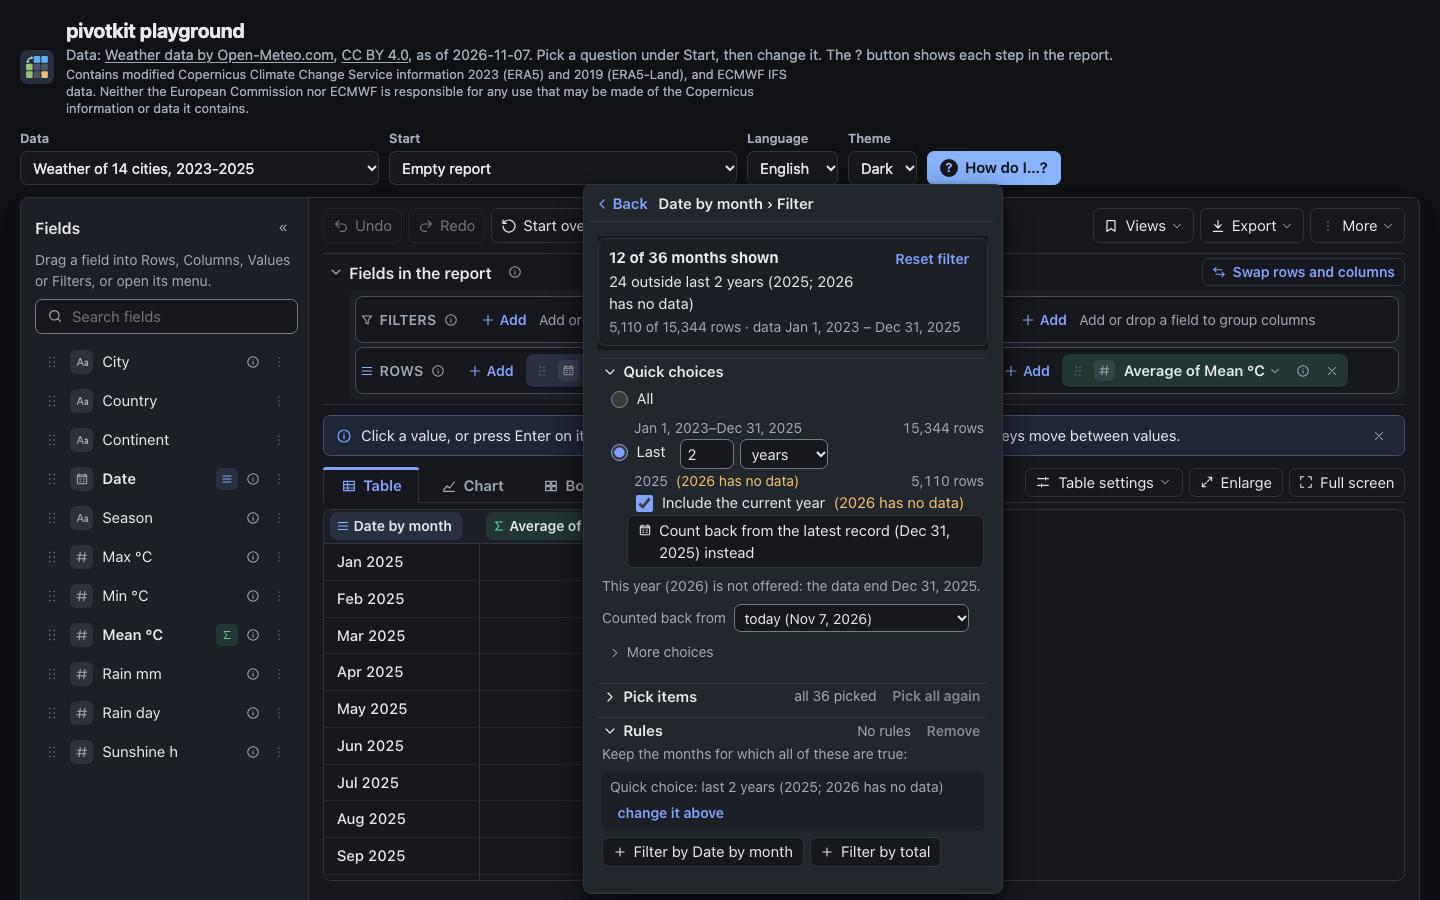 pivotkit playground
Data: Weather data by Open-Meteo.com, CC BY 4.0, as of 2026-11-07. Pick a question under Start, then change it. The ? button shows each step in the report.
Contains modified Copernicus Climate Change Service information 2023 (ERA5) and 2019 (ERA5-Land), and ECMWF IFS
data. Neither the European Commission nor ECMWF is responsible for any use that may be made of the Copernicus
information or data it contains.
Data
Start
Language
Theme
Weather of 14 cities, 2023-2025
Empty report
English
Dark
? How do I...?
Fields
«
Drag a field into Rows, Columns, Values
or Filters, or open its menu.
Search fields
Aa City
Aa Country
Aa Continent
Date
Aa Season
# Max °C
# Min °C
# Mean °C Σ
# Rain mm
# Rain day
# Sunshine h
Undo
Redo
Start ove
Views
Export
More
Fields in the report
Swap rows and columns
FILTERS
+ Add
Add or
+ Add
Add or drop a field to group columns
ROWS
+ Add
+ Add
# Average of Mean °C
Click a value, or press Enter on it
eys move between values.
Table
Chart
Bo
Table settings
Enlarge
Full screen
Date by month
Σ Average of
Jan 2025
Feb 2025
Mar 2025
Apr 2025
May 2025
Jun 2025
Jul 2025
Aug 2025
Sep 2025
Back
Date by month › Filter
12 of 36 months shown
Reset filter
24 outside last 2 years (2025; 2026
has no data)
5,110 of 15,344 rows · data Jan 1, 2023 – Dec 31, 2025
Quick choices
All
Jan 1, 2023–Dec 31, 2025
15,344 rows
Last 2 years
2025 (2026 has no data)
5,110 rows
Include the current year (2026 has no data)
Count back from the latest record (Dec 31,
2025) instead
This year (2026) is not offered: the data end Dec 31, 2025.
Counted back from today (Nov 7, 2026)
More choices
Pick items
all 36 picked
Pick all again
Rules
No rules
Remove
Keep the months for which all of these are true:
Quick choice: last 2 years (2025; 2026 has no data)
change it above
+ Filter by Date by month
+ Filter by total